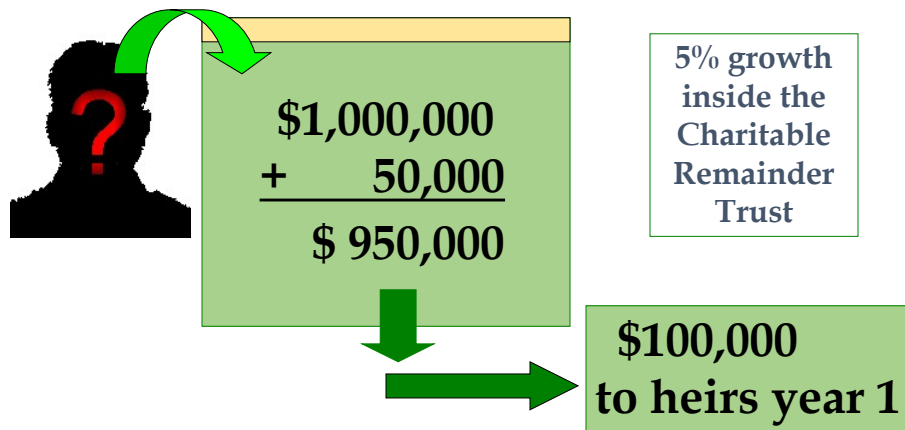 ?
$1,000,000
+ 50,000
$ 950,000
5% growth
inside the
Charitable
Remainder
Trust
$100,000
to heirs year 1